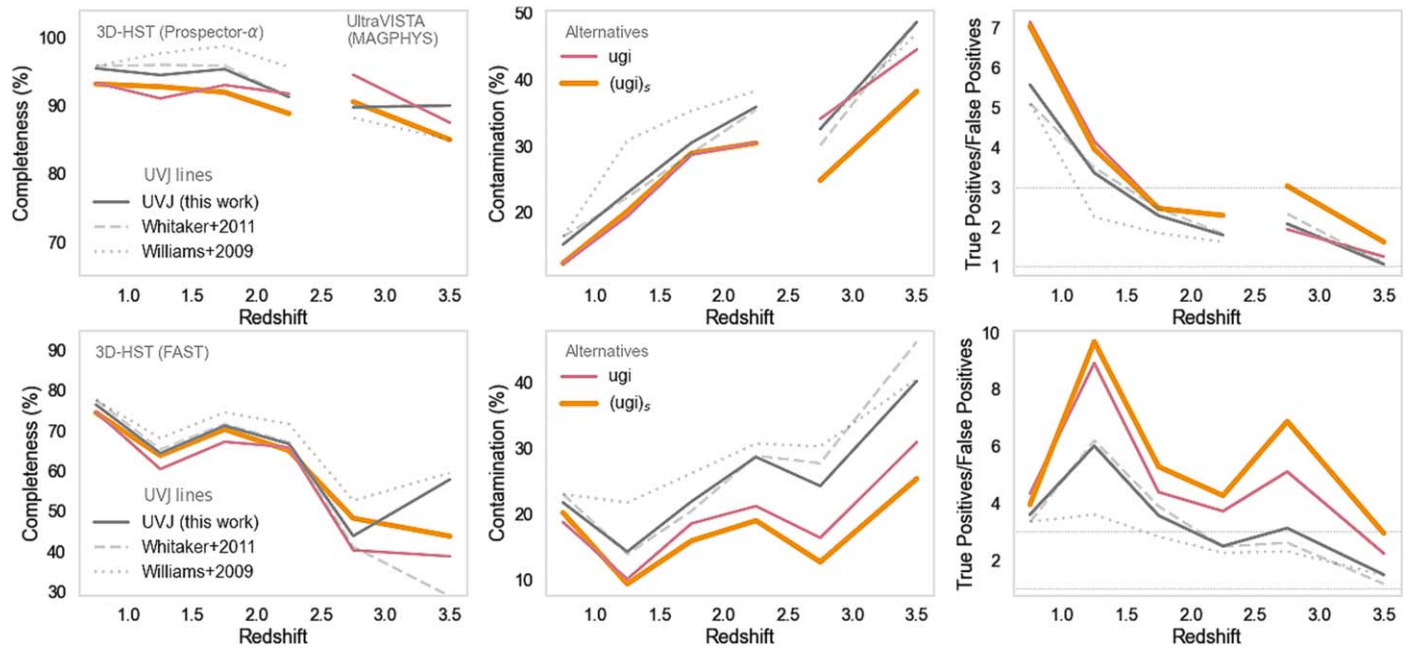 3D-HST (Prospector-α)
UltraVISTA
(MAGPHYS)
Completeness (%)
100
90
80
70
UVJ lines
UVJ (this work)
Whitaker+2011
Williams+2009
1.0 1.5 2.0 2.5 3.0 3.5
Redshift
Contamination (%)
50
40
30
20
Alternatives
ugi
(ugi)s
1.0 1.5 2.0 2.5 3.0 3.5
Redshift
True Positives/False Positives
7
6
5
4
3
2
1
1.0 1.5 2.0 2.5 3.0 3.5
Redshift
3D-HST (FAST)
Completeness (%)
90
80
70
60
50
40
30
UVJ lines
UVJ (this work)
Whitaker+2011
Williams+2009
1.0 1.5 2.0 2.5 3.0 3.5
Redshift
Contamination (%)
40
30
20
10
Alternatives
ugi
(ugi)s
1.0 1.5 2.0 2.5 3.0 3.5
Redshift
True Positives/False Positives
10
8
6
4
2
1.0 1.5 2.0 2.5 3.0 3.5
Redshift